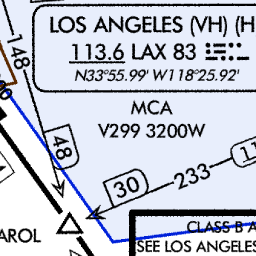 LOS ANGELES (VH) (H
113.6 LAX 83
N33°55.99' W118°25.92'
148
MCA
V299 3200W
48
233
30
CLASS B A
AROL
SEE LOS ANGELES